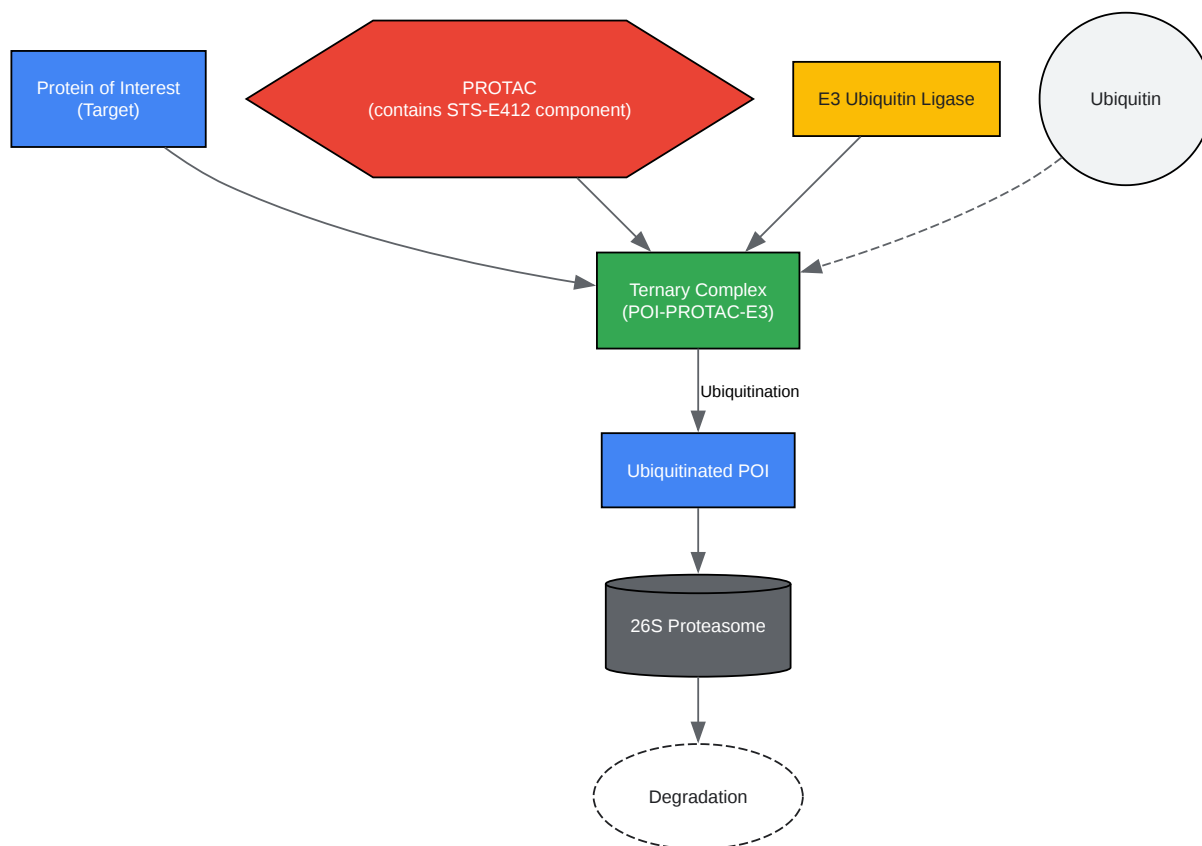 Protein of Interest
(Target)
PROTAC
(contains STS-E412 component)
E3 Ubiquitin Ligase
Ubiquitin
Ternary Complex
(POI-PROTAC-E3)
Ubiquitination
Ubiquitinated POI
26S Proteasome
Degradation